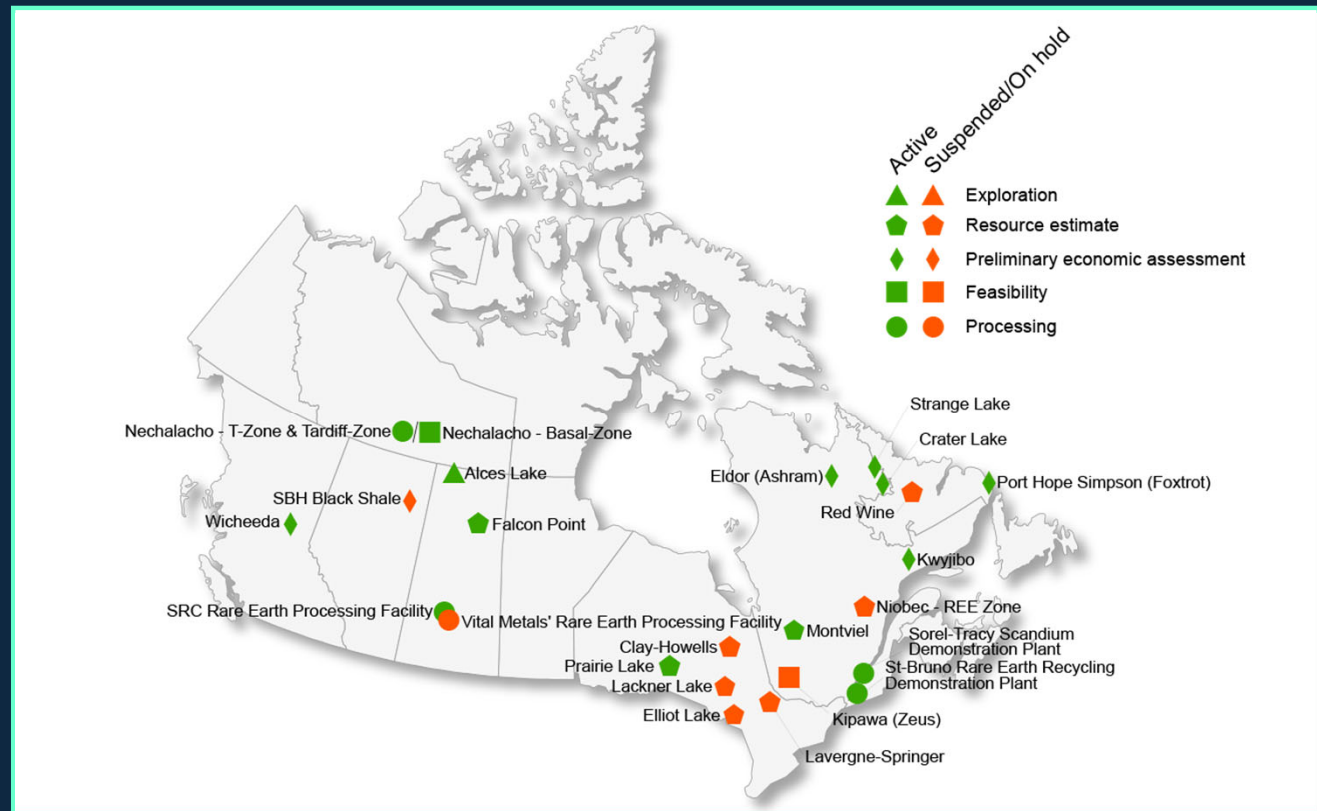 Active
Suspended/On hold
Exploration
Resource estimate
Preliminary economic assessment
Feasibility
Processing
Strange Lake
Crater Lake
Nechalacho - T-Zone & Tardiff-Zone
/
Nechalacho - Basal-Zone
Alces Lake
Eldor (Ashram)
Port Hope Simpson (Foxtrot)
SBH Black Shale
Red Wine
Wicheeda
Falcon Point
Kwyjibo
SRC Rare Earth Processing Facility
Niobec - REE Zone
Vital Metals' Rare Earth Processing Facility
Montviel
Sorel-Tracy Scandium
Demonstration Plant
Clay-Howells
Prairie Lake
St-Bruno Rare Earth Recycling
Demonstration Plant
Lackner Lake
Elliot Lake
Kipawa (Zeus)
Lavergne-Springer